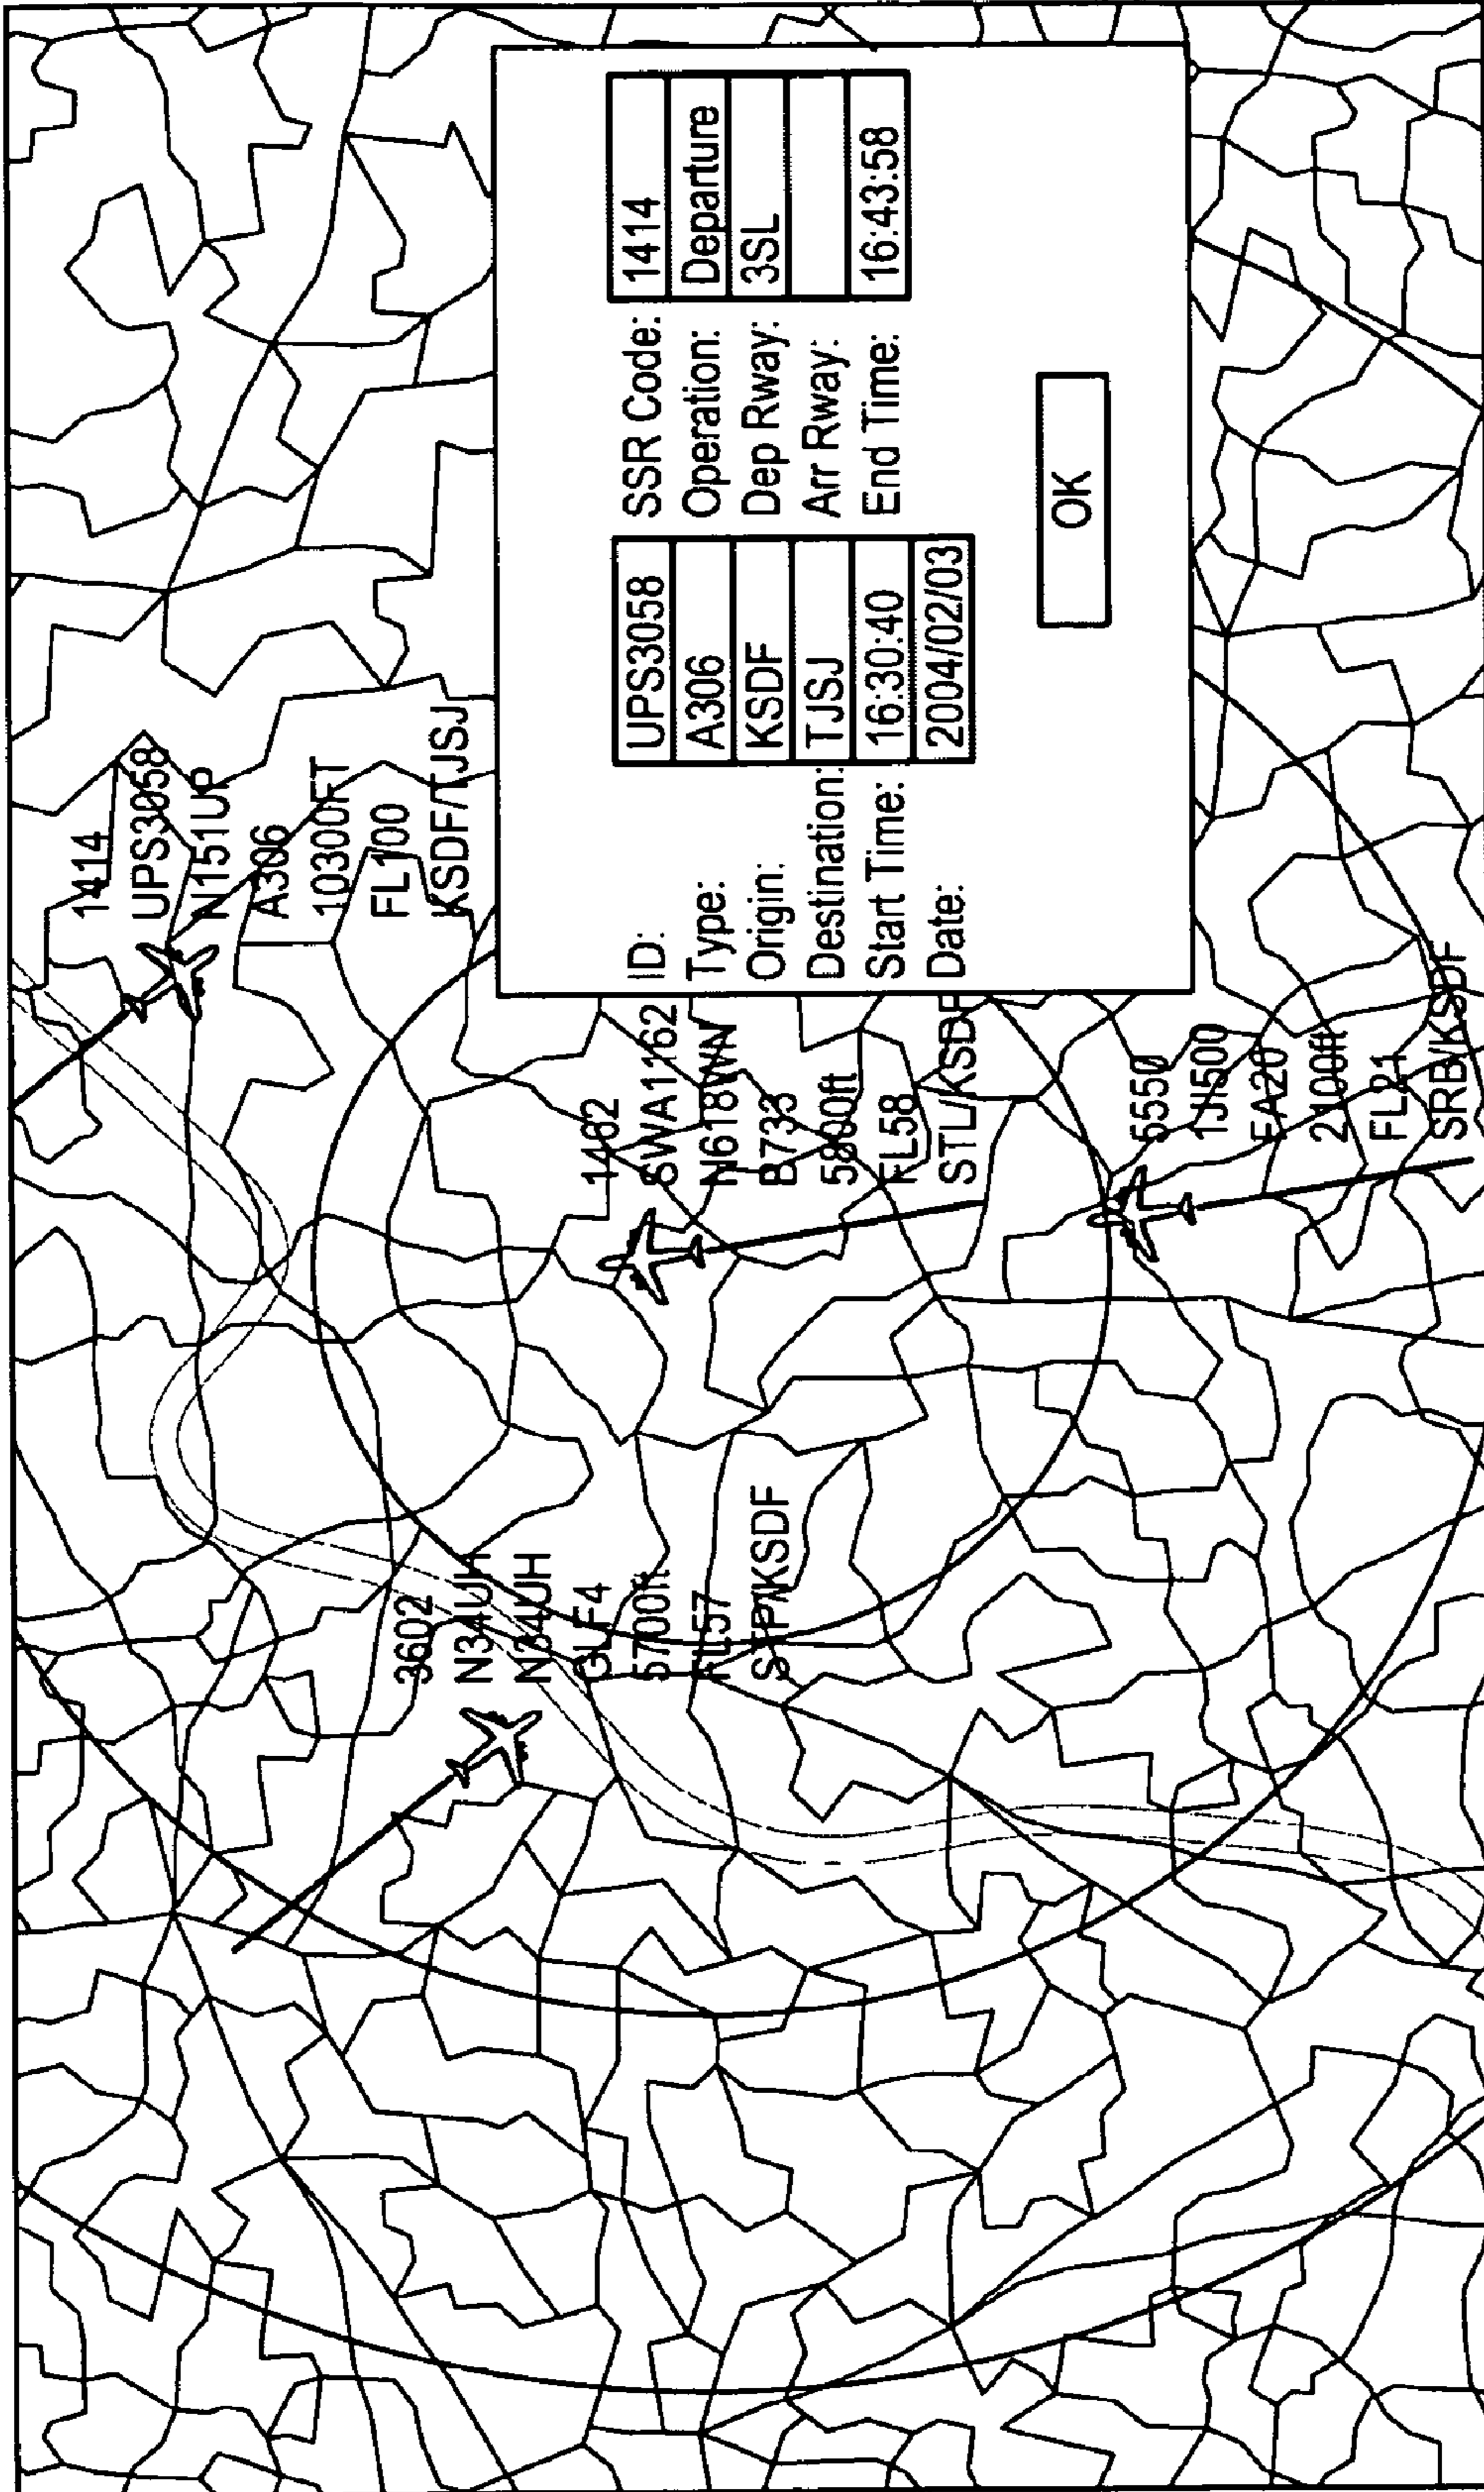 1414
UPS3058
N151UP
A306
10300FT
FL100
KSDF/TJSJ
3602
N34UH
N34UH
GLF4
5700ft
FL57
STP/KSDF
1462
SWA1162
N618WN
B733
5800ft
FL58
STL/KSDF
5550
1JI500
FA20
2100ft
FL21
SRB/KSDF
ID: UPS3058 SSR Code: 1414
Type: A306 Operation: Departure
Origin: KSDF Dep Rway: 3SL
Destination: TJSJ Arr Rway:
Start Time: 16:30:40 End Time: 16:43:58
Date: 2004/02/03
OK